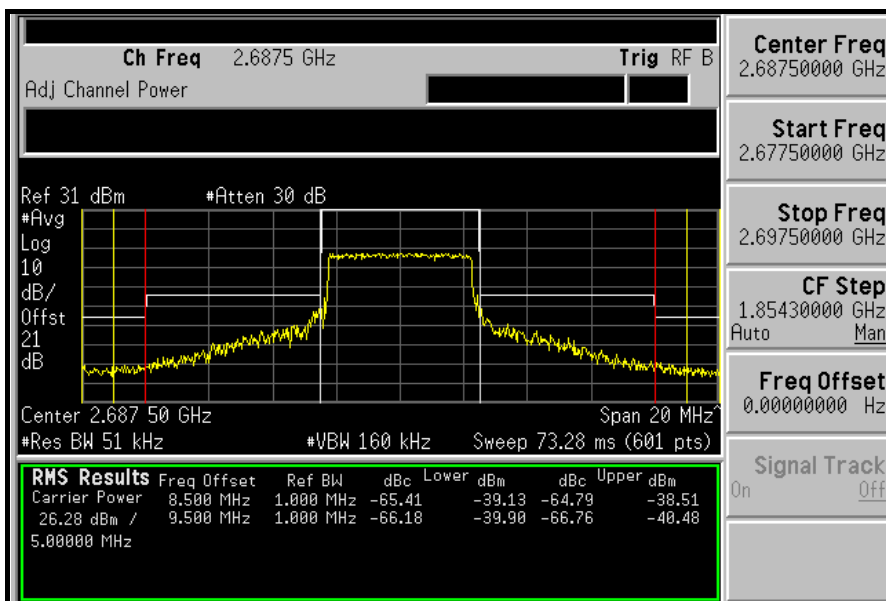 Ch Freq 2.6875 GHz Trig RF B
Adj Channel Power
Ref 31 dBm #Atten 30 dB
#Avg
Log
10
dB/
Offst
21
dB
Center 2.687 50 GHz Span 20 MHz^
#Res BW 51 kHz #VBW 160 kHz Sweep 73.28 ms (601 pts)
RMS Results Freq Offset Ref BW dBc Lower dBm dBc Upper dBm
Carrier Power 8.500 MHz 1.000 MHz -65.41 -39.13 -64.79 -38.51
26.28 dBm / 9.500 MHz 1.000 MHz -66.18 -39.90 -66.76 -40.48
5.00000 MHz
Center Freq
2.68750000 GHz
Start Freq
2.67750000 GHz
Stop Freq
2.69750000 GHz
CF Step
1.85430000 GHz
Auto Man
Freq Offset
0.00000000 Hz
Signal Track
On Off